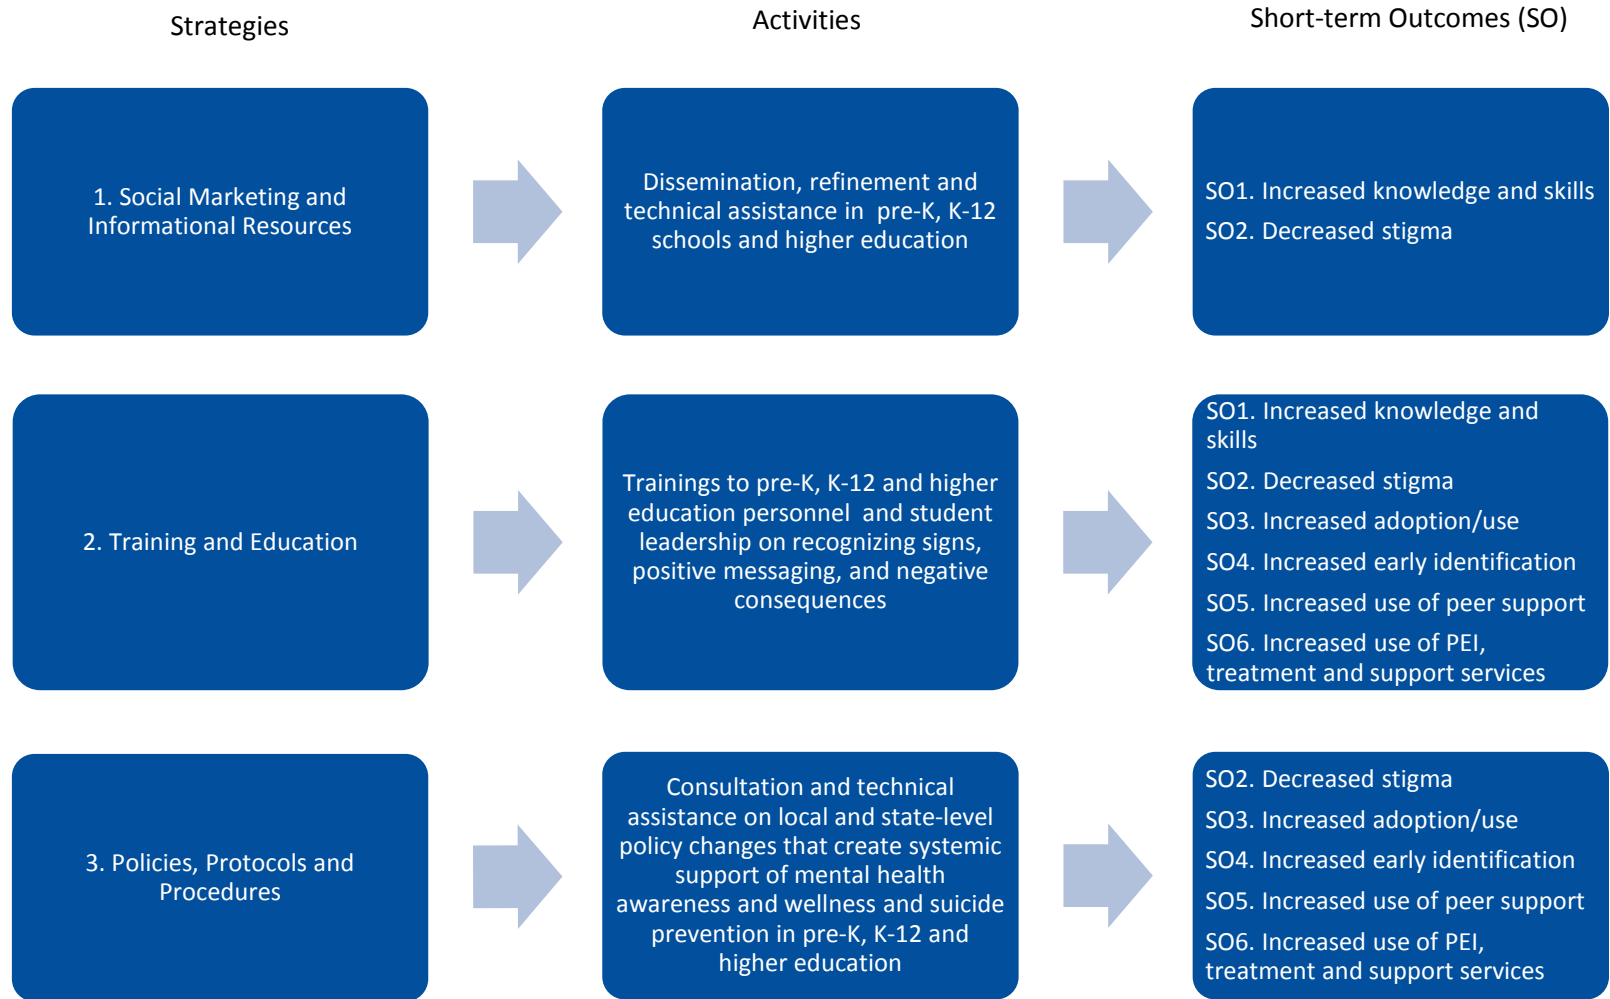 Strategies
Activities
Short-term Outcomes (SO)
1. Social Marketing and
Informational Resources
Dissemination, refinement and
technical assistance in pre-K, K-12
schools and higher education
SO1. Increased knowledge and skills
SO2. Decreased stigma
2. Training and Education
Trainings to pre-K, K-12 and higher
education personnel and student
leadership on recognizing signs,
positive messaging, and negative
consequences
SO1. Increased knowledge and
skills
SO2. Decreased stigma
SO3. Increased adoption/use
SO4. Increased early identification
SO5. Increased use of peer support
SO6. Increased use of PEI,
treatment and support services
3. Policies, Protocols and
Procedures
Consultation and technical
assistance on local and state-level
policy changes that create systemic
support of mental health
awareness and wellness and suicide
prevention in pre-K, K-12 and
higher education
SO2. Decreased stigma
SO3. Increased adoption/use
SO4. Increased early identification
SO5. Increased use of peer support
SO6. Increased use of PEI,
treatment and support services